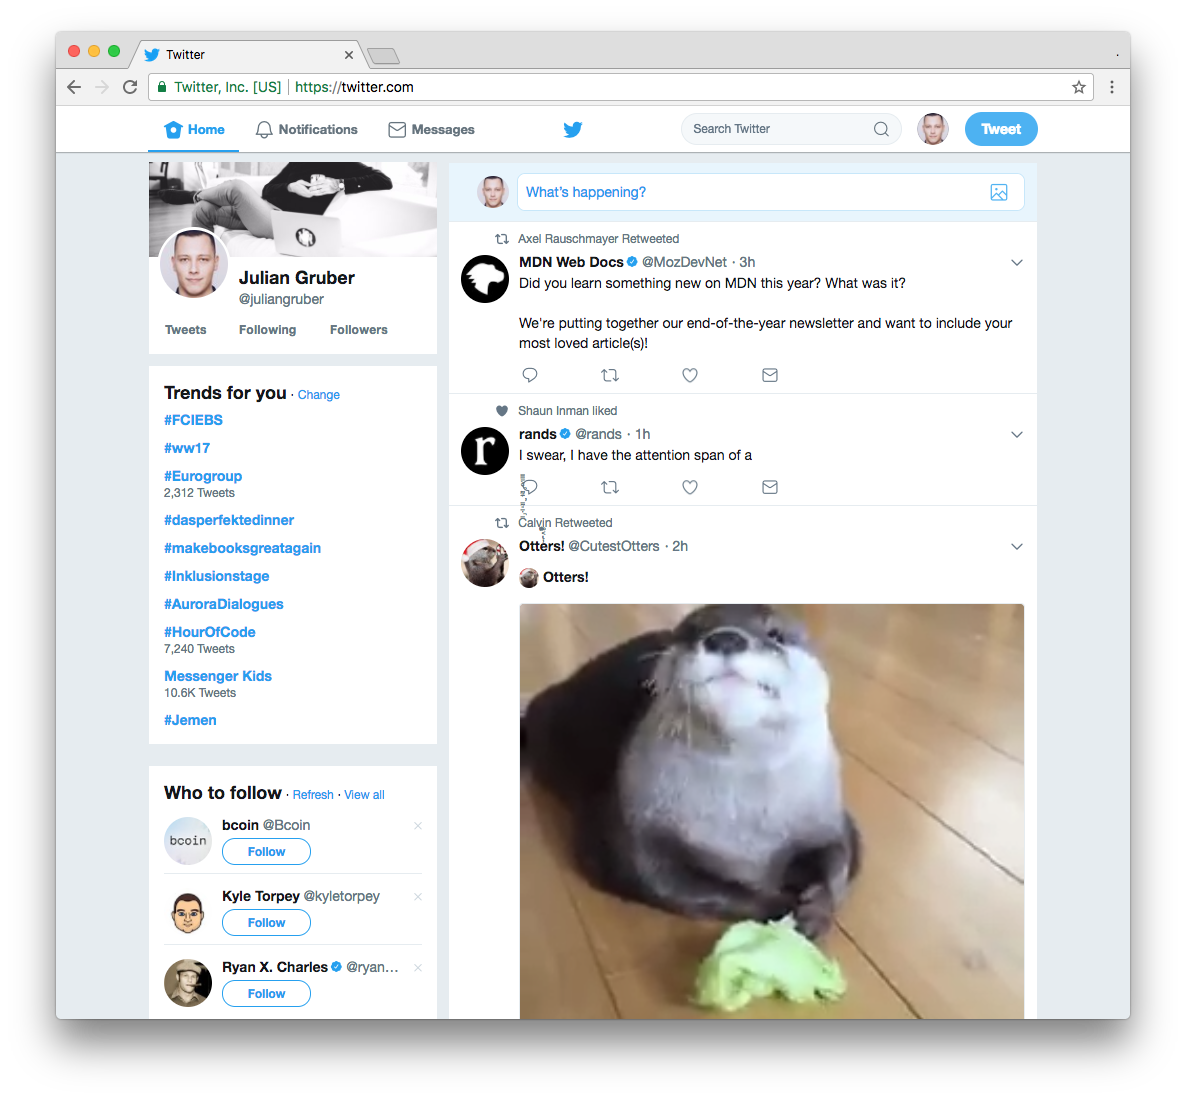 Twitter
Twitter, Inc. [US] https://twitter.com
Home Notifications Messages Search Twitter Tweet
Julian Gruber
@juliangruber
Tweets Following Followers
Trends for you · Change
#FCIEBS
#ww17
#Eurogroup
2,312 Tweets
#dasperfektedinner
#makebooksgreatagain
#Inklusionstage
#AuroraDialogues
#HourOfCode
7,240 Tweets
Messenger Kids
10.6K Tweets
#Jemen
Who to follow · Refresh · View all
bcoin
bcoin @Bcoin
Follow
Kyle Torpey @kyletorpey
Follow
Ryan X. Charles @ryan...
Follow
What's happening?
Axel Rauschmayer Retweeted
MDN Web Docs @MozDevNet · 3h
Did you learn something new on MDN this year? What was it?
We're putting together our end-of-the-year newsletter and want to include your
most loved article(s)!
Shaun Inman liked
r
rands @rands · 1h
I swear, I have the attention span of a
Calvin Retweeted
Otters! @CutestOtters · 2h
Otters!